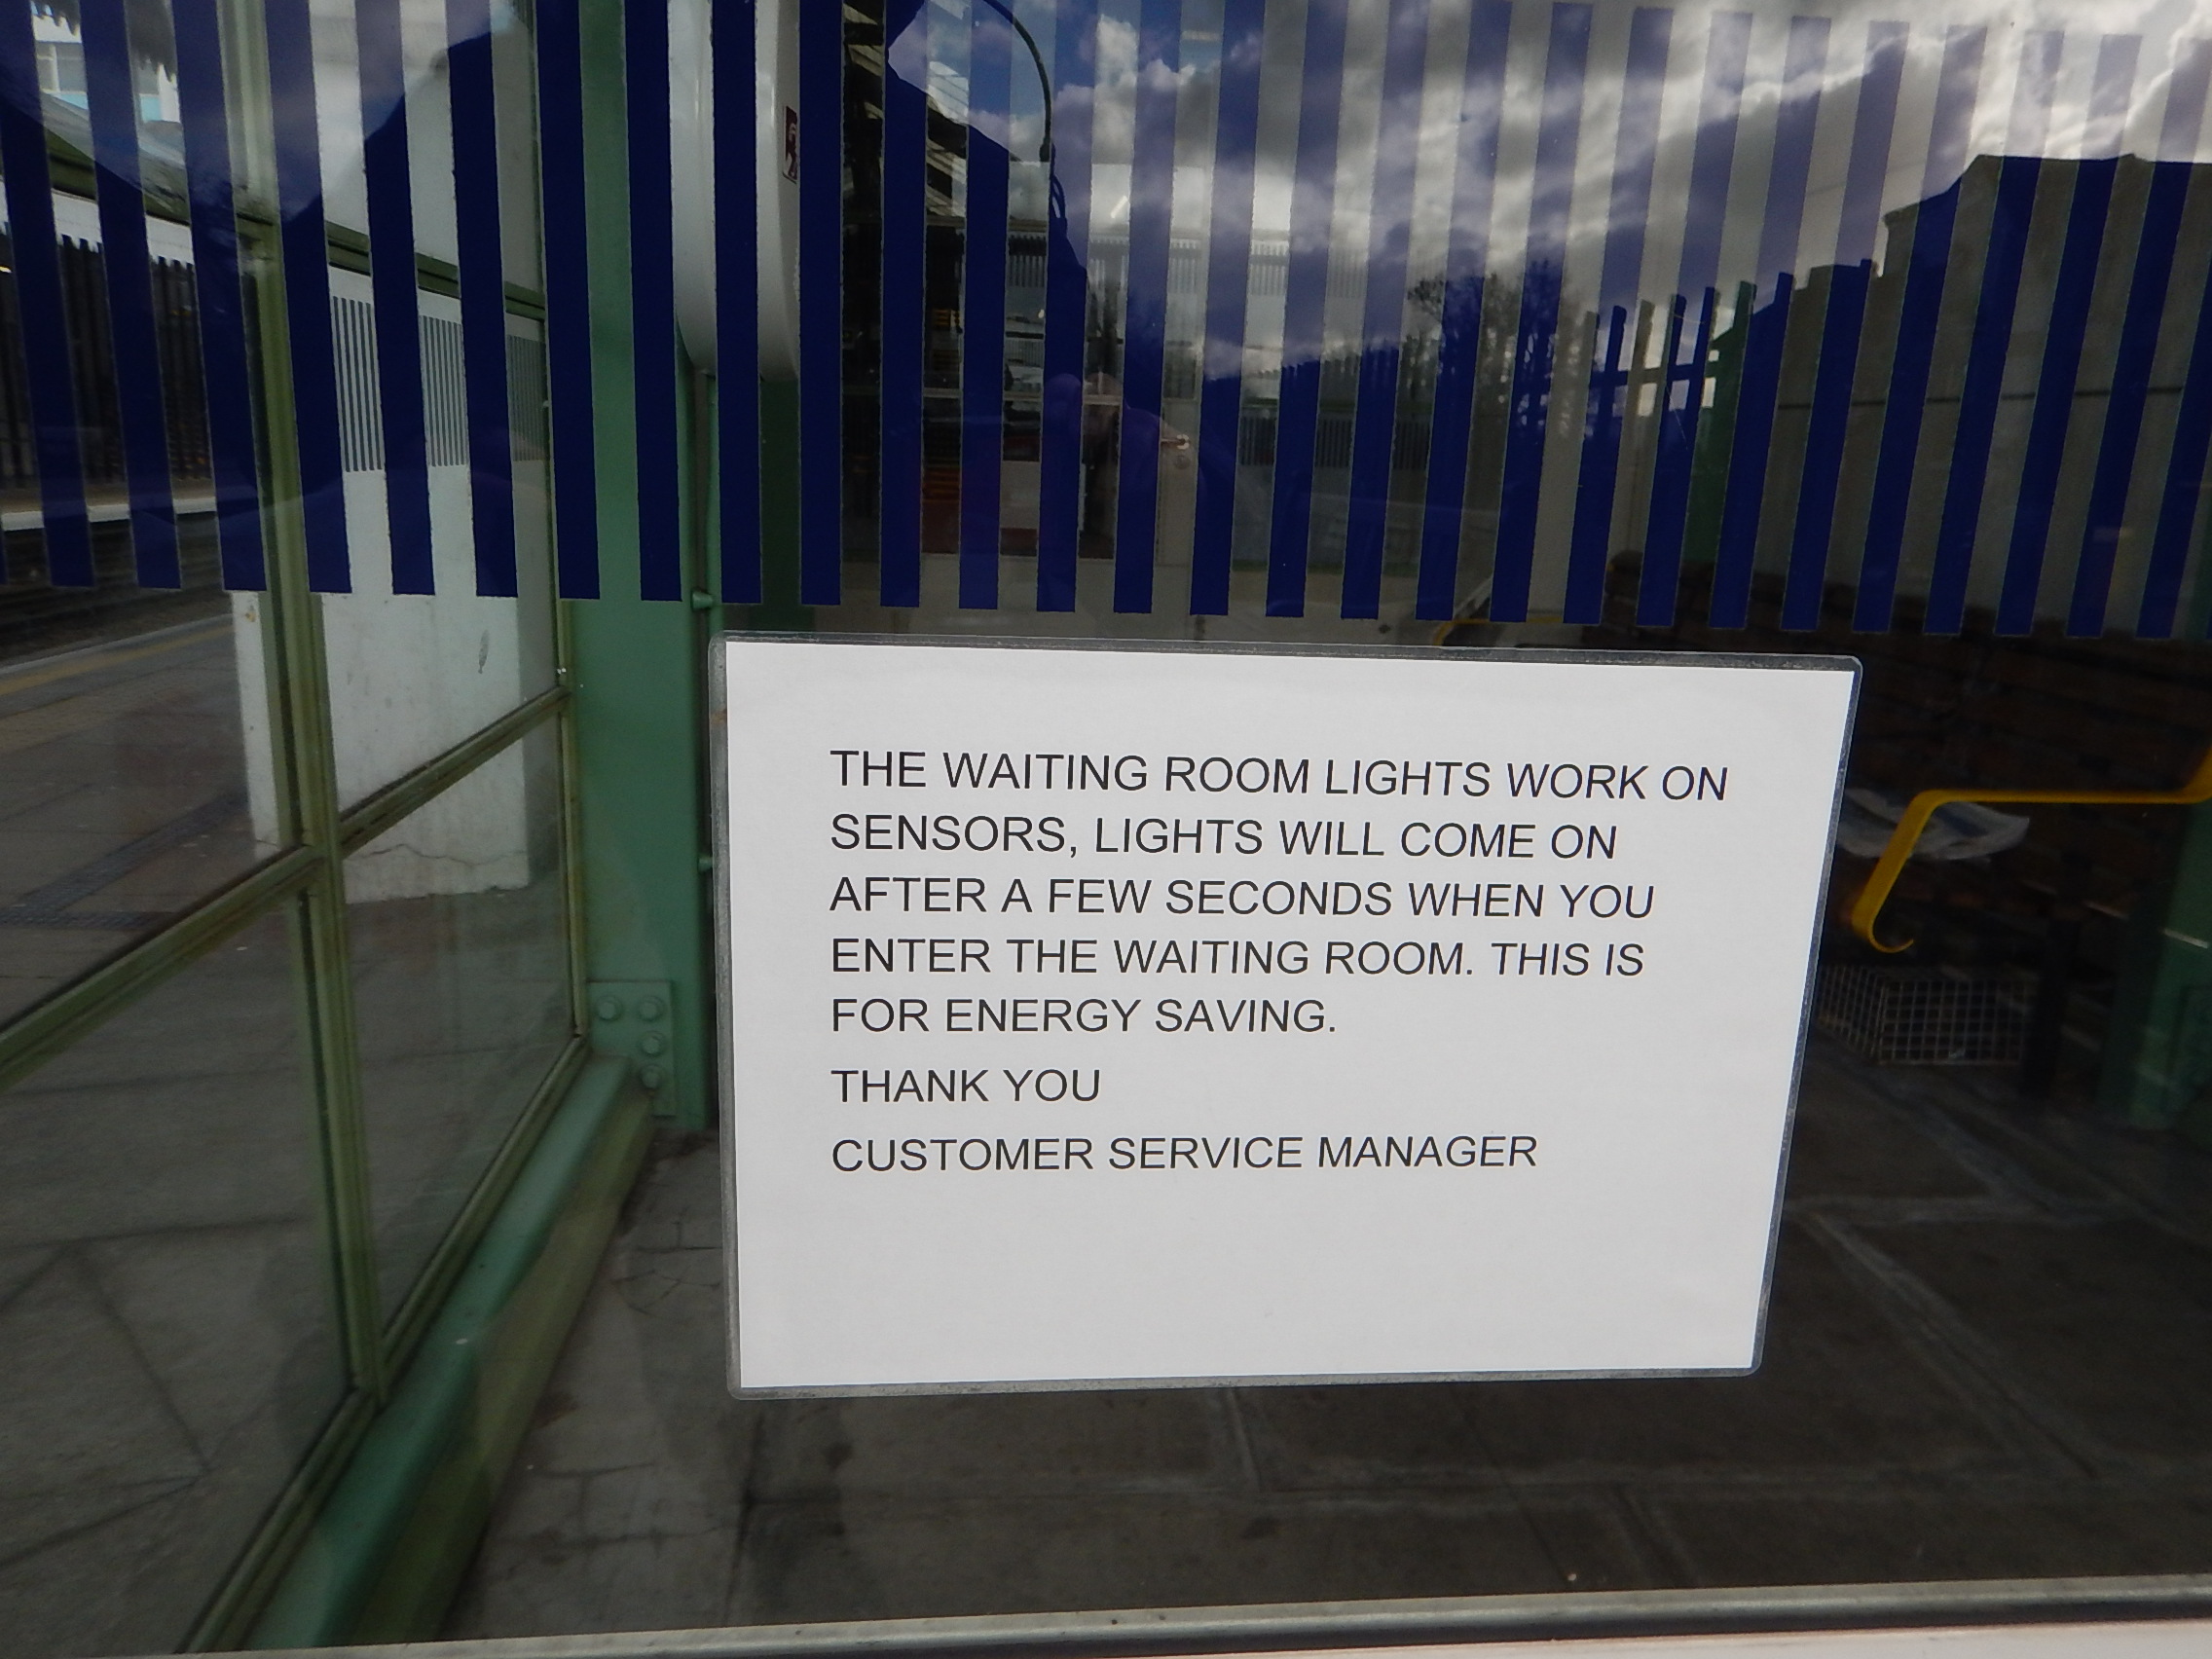 THE WAITING ROOM LIGHTS WORK ON
SENSORS, LIGHTS WILL COME ON
AFTER A FEW SECONDS WHEN YOU
ENTER THE WAITING ROOM. THIS IS
FOR ENERGY SAVING.
THANK YOU
CUSTOMER SERVICE MANAGER